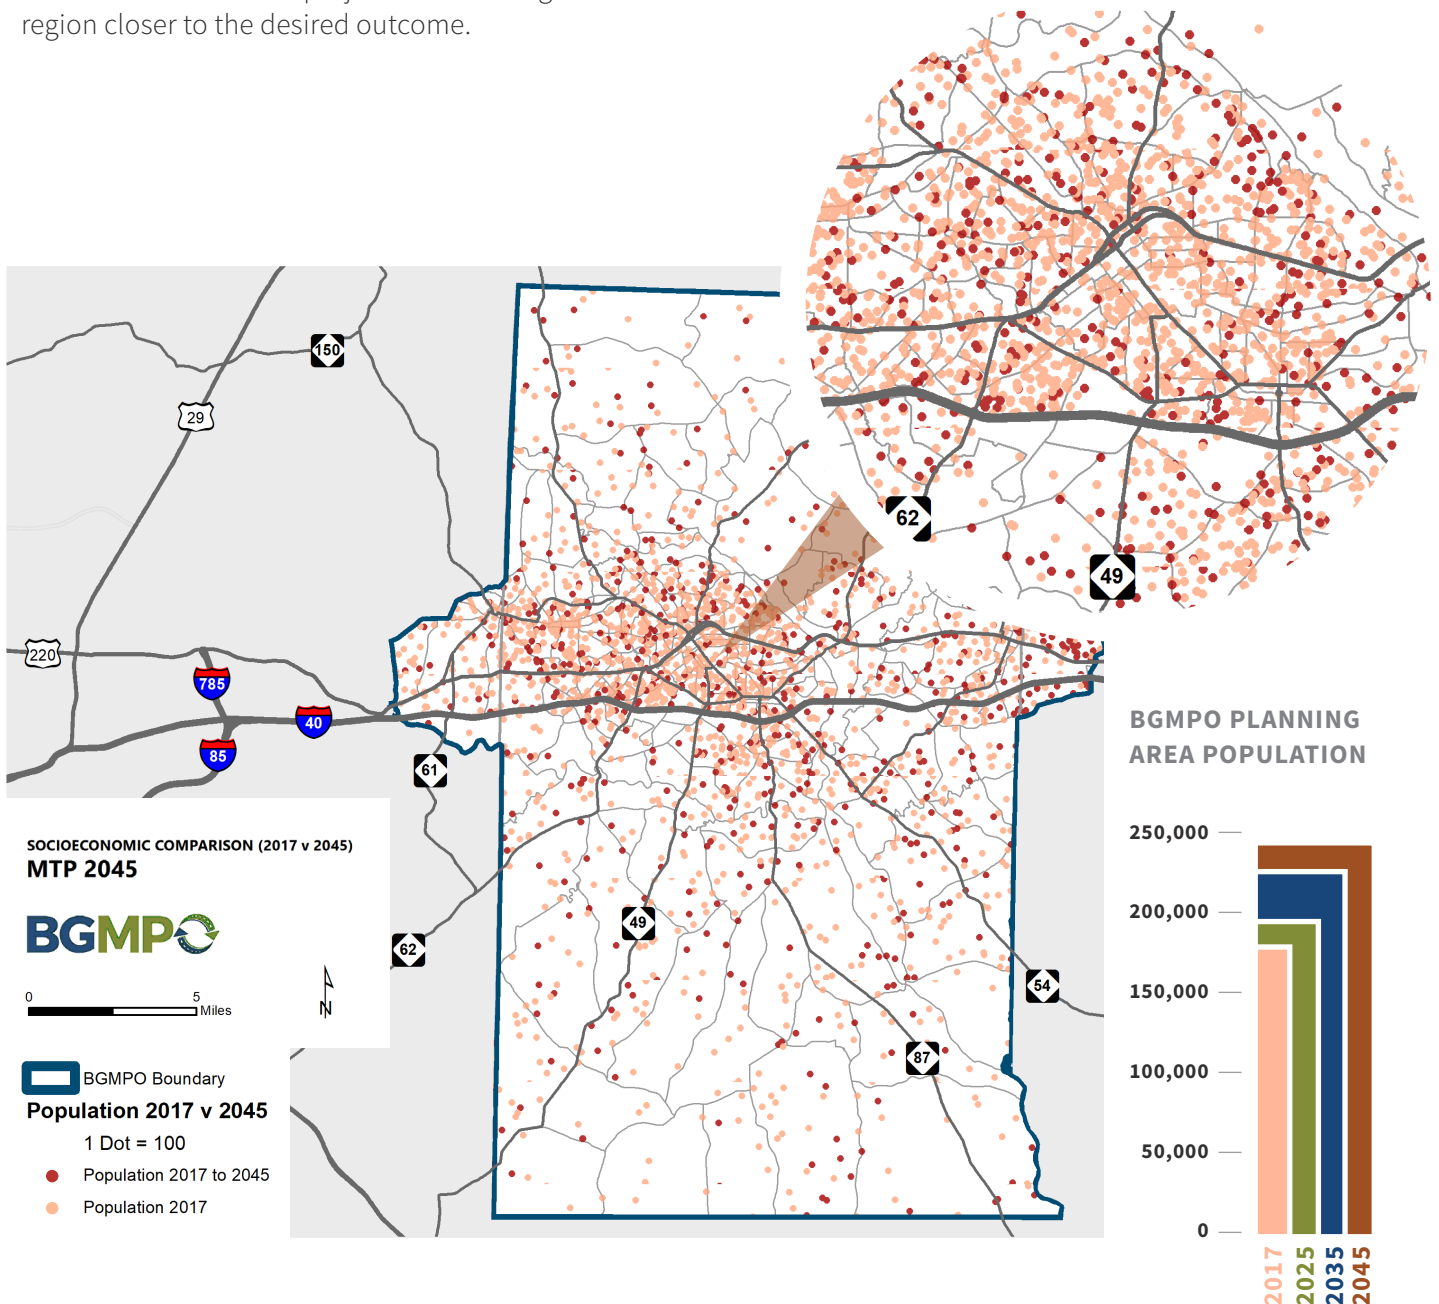 region closer to the desired outcome.
150
29
62
49
220
785
40
85
61
BGMPO PLANNING
AREA POPULATION
SOCIOECONOMIC COMPARISON (2017 v 2045)
MTP 2045
BGMPO
0 5
Miles
N
62
49
54
87
BGMPO Boundary
Population 2017 v 2045
1 Dot = 100
Population 2017 to 2045
Population 2017
250,000
200,000
150,000
100,000
50,000
0
2017
2025
2035
2045